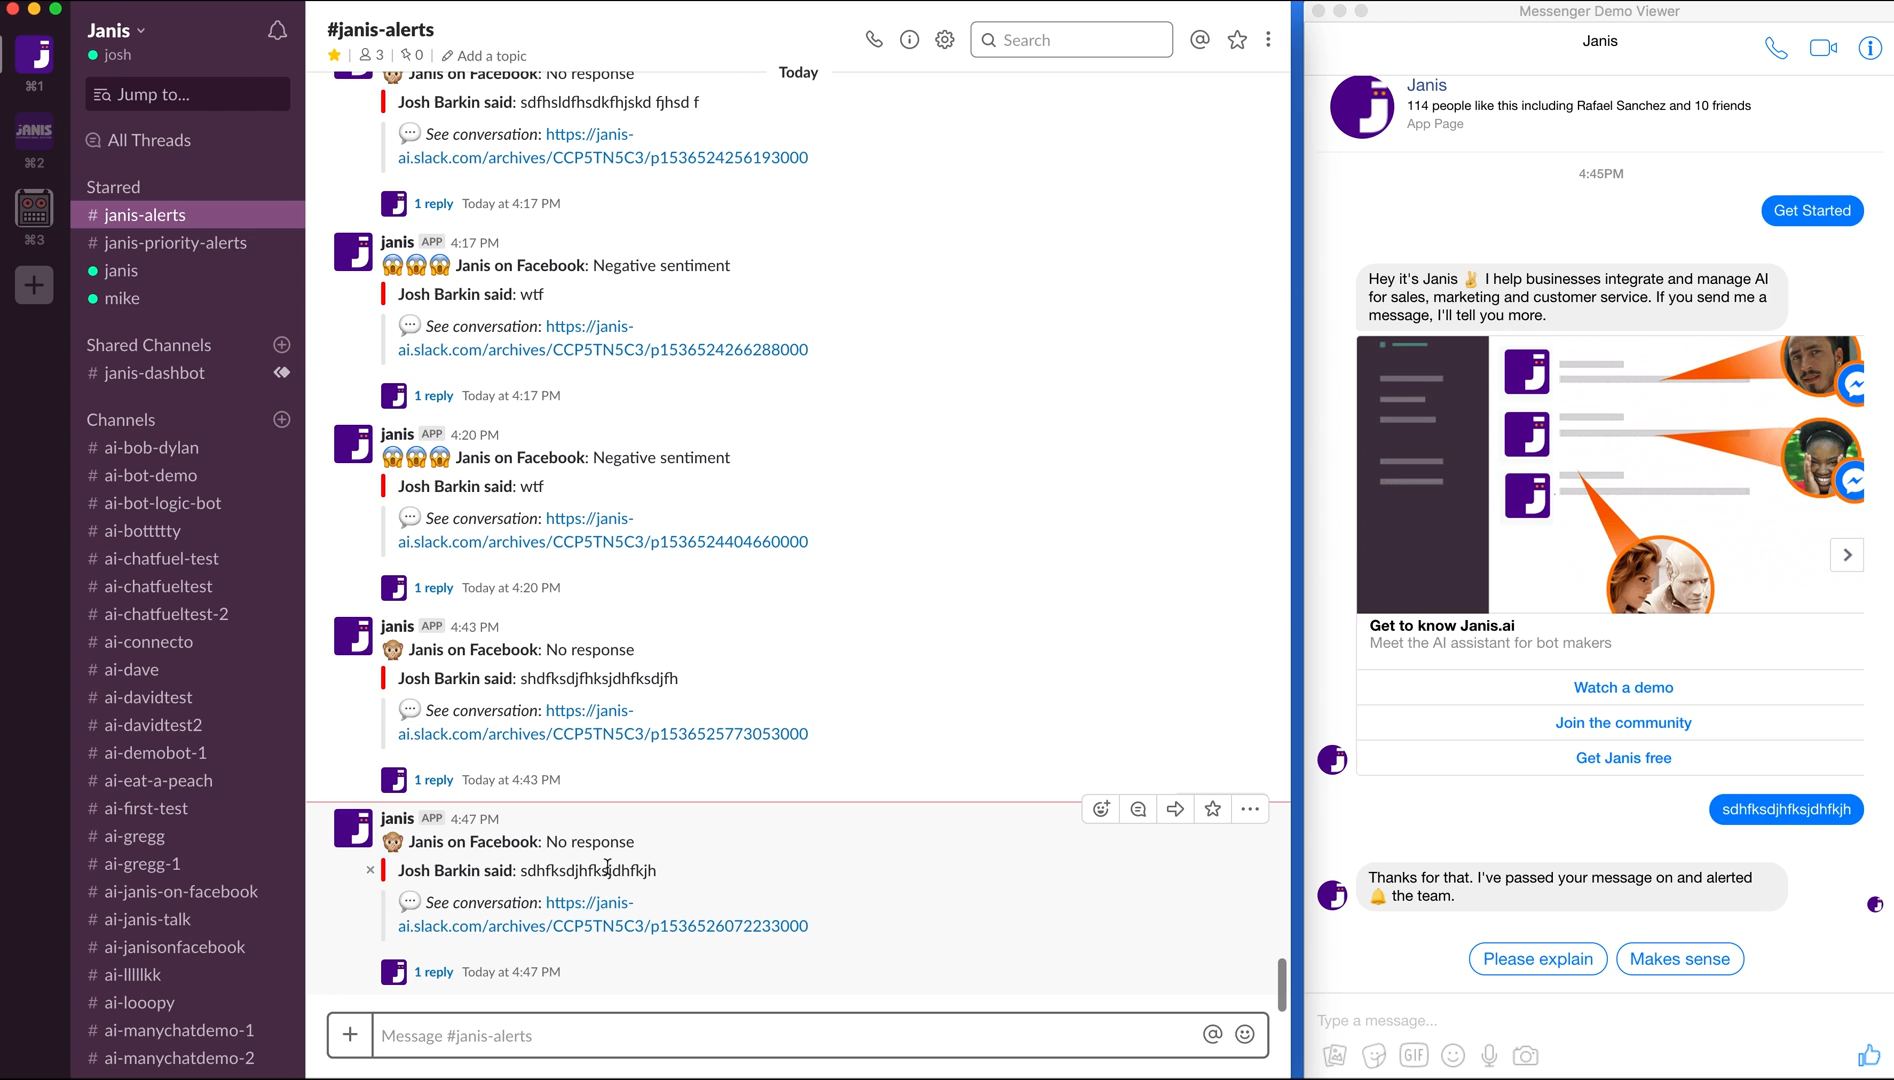 Janis
josh
⌘1
JANIS
⌘2
⌘3
Jump to...
All Threads
Starred
# janis-alerts
# janis-priority-alerts
janis
mike
Shared Channels
# janis-dashbot
Channels
# ai-bob-dylan
# ai-bot-demo
# ai-bot-logic-bot
# ai-bottttty
# ai-chatfuel-test
# ai-chatfueltest
# ai-chatfueltest-2
# ai-connecto
# ai-dave
# ai-davidtest
# ai-davidtest2
# ai-demobot-1
# ai-eat-a-peach
# ai-first-test
# ai-gregg
# ai-gregg-1
# ai-janis-on-facebook
# ai-janis-talk
# ai-janisonfacebook
# ai-llllIkk
# ai-looopy
# ai-manychatdemo-1
# ai-manychatdemo-2
#janis-alerts
3 | 0 | Add a topic
Search
Today
Janis on Facebook: No response
Josh Barkin said: sdfhsldfhsdkfhjskd fjhsd f
See conversation: https://janis-
ai.slack.com/archives/CCP5TN5C3/p1536524256193000
1 reply Today at 4:17 PM
janis APP 4:17 PM
Janis on Facebook: Negative sentiment
Josh Barkin said: wtf
See conversation: https://janis-
ai.slack.com/archives/CCP5TN5C3/p1536524266288000
1 reply Today at 4:17 PM
janis APP 4:20 PM
Janis on Facebook: Negative sentiment
Josh Barkin said: wtf
See conversation: https://janis-
ai.slack.com/archives/CCP5TN5C3/p1536524404660000
1 reply Today at 4:20 PM
janis APP 4:43 PM
Janis on Facebook: No response
Josh Barkin said: shdfksdjfhksjdhfksdjfh
See conversation: https://janis-
ai.slack.com/archives/CCP5TN5C3/p1536525773053000
1 reply Today at 4:43 PM
janis APP 4:47 PM
Janis on Facebook: No response
Josh Barkin said: sdhfksdjhfksjdhfkjh
See conversation: https://janis-
ai.slack.com/archives/CCP5TN5C3/p1536526072233000
1 reply Today at 4:47 PM
Message #janis-alerts
Messenger Demo Viewer
Janis
Janis
114 people like this including Rafael Sanchez and 10 friends
App Page
4:45PM
Get Started
Hey it's Janis ✌ I help businesses integrate and manage AI
for sales, marketing and customer service. If you send me a
message, I'll tell you more.
Get to know Janis.ai
Meet the AI assistant for bot makers
Watch a demo
Join the community
Get Janis free
sdhfksdjhfksjdhfkjh
Thanks for that. I've passed your message on and alerted
🔔 the team.
Please explain
Makes sense
Type a message...
GIF